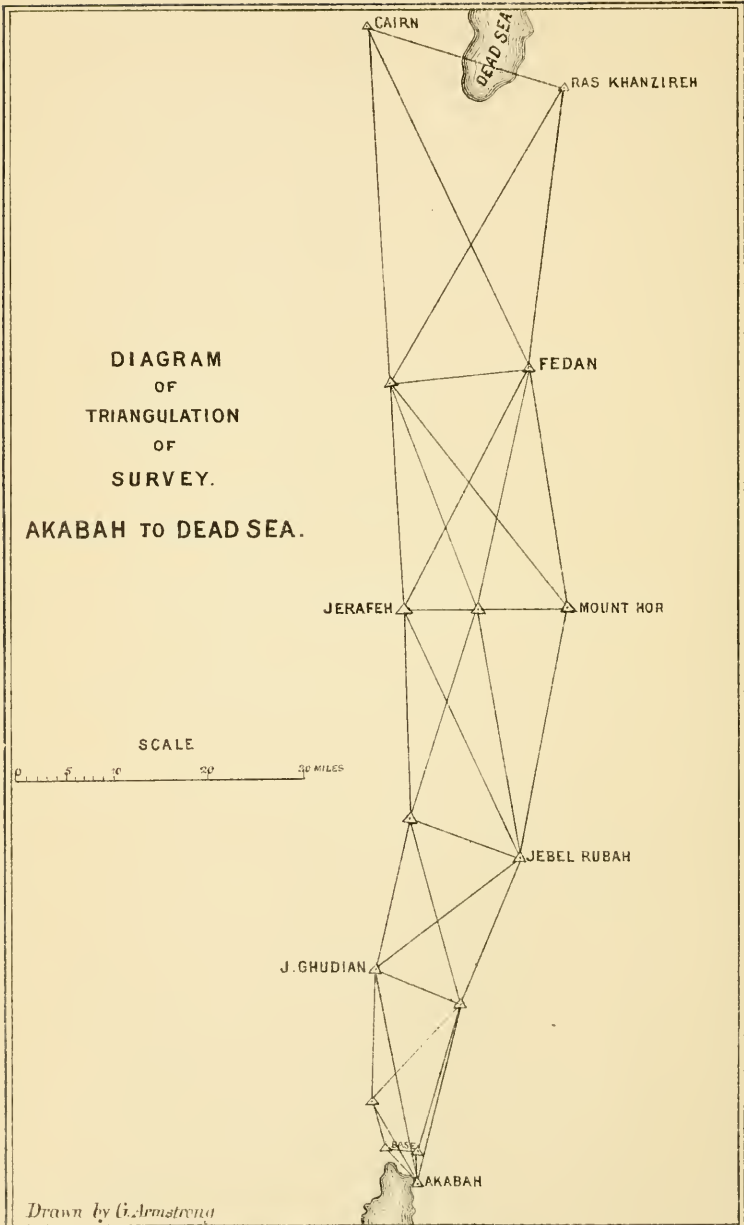 CAIRN
DEAD SEA
RAS KHANZIREH
DIAGRAM
OF
TRIANGULATION
OF
SURVEY.
AKABAH TO DEAD SEA.
FEDAN
JERAFEH
MOUNT HOR
SCALE
0 5 10 20 30 MILES
JEBEL RUBAH
J. GHUDIAN
BASE
AKABAH
Drawn by G. Armstrong